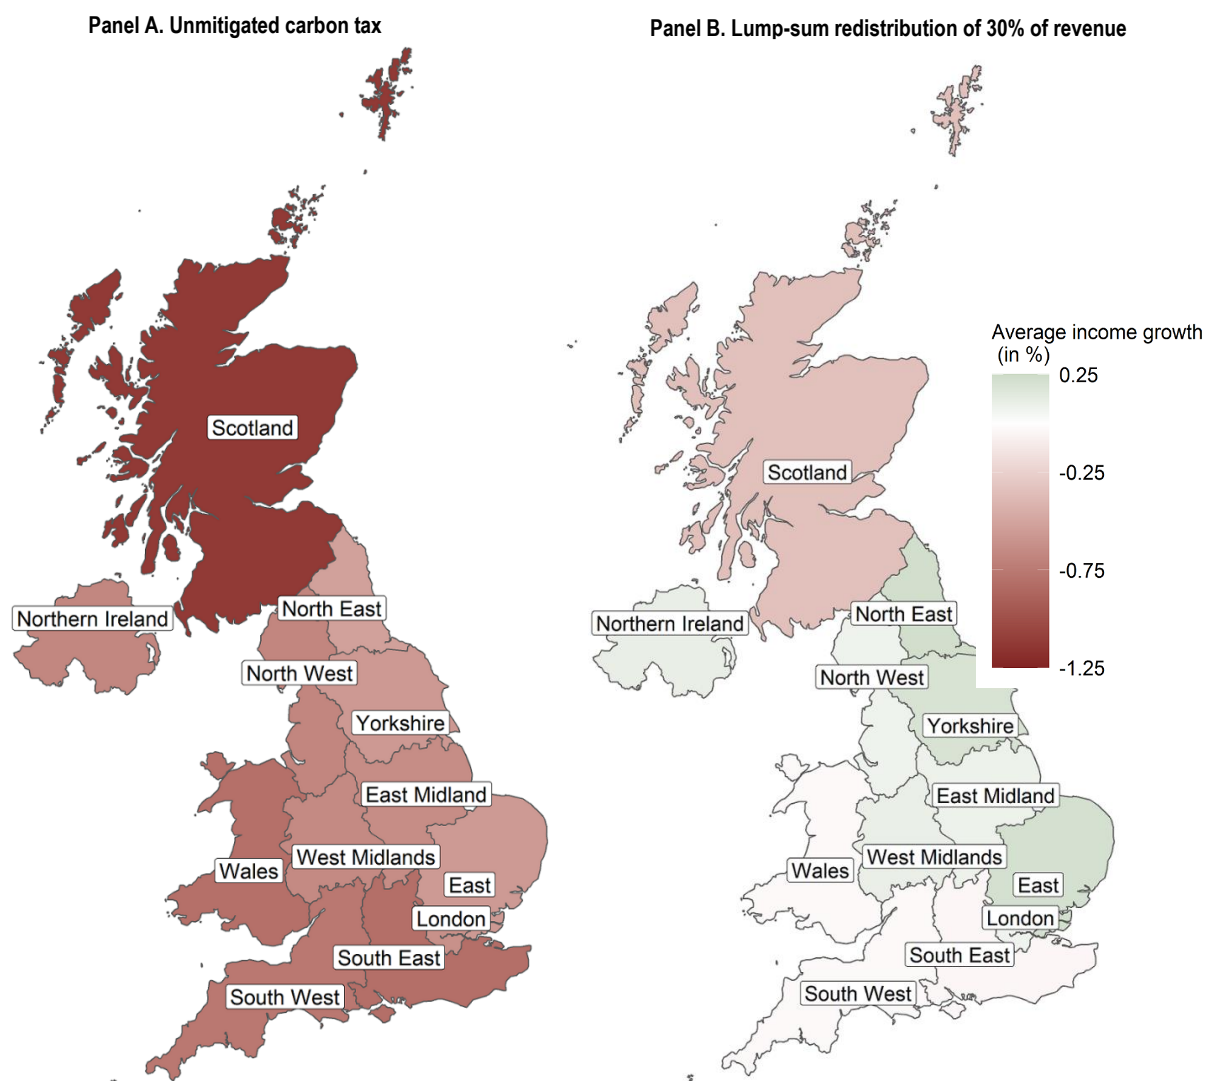 Panel A. Unmitigated carbon tax
Panel B. Lump-sum redistribution of 30% of revenue
Scotland
Northern Ireland
North East
North West
Yorkshire
East Midland
West Midlands
Wales
East
London
South East
South West
Scotland
Northern Ireland
North East
North West
Yorkshire
East Midland
West Midlands
Wales
East
London
South East
South West
Average income growth
(in %)
0.25
-0.25
-0.75
-1.25